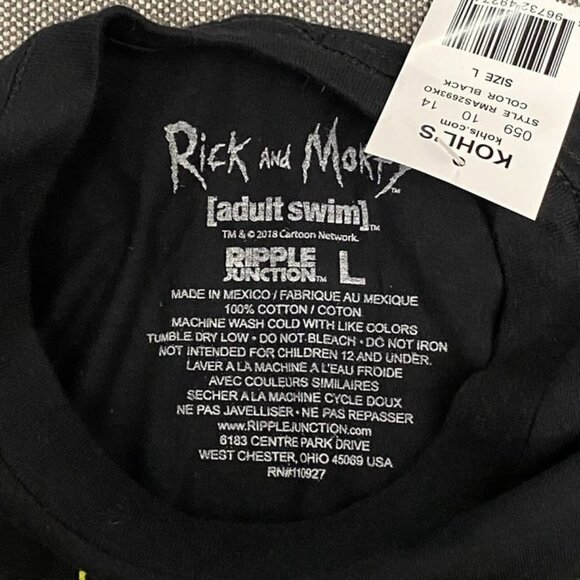 Rick and Morty™
[adult swim]™
TM & © 2018 Cartoon Network.
RIPPLE
JUNCTION™ L
MADE IN MEXICO / FABRIQUE AU MEXIQUE
100% COTTON / COTON
MACHINE WASH COLD WITH LIKE COLORS
TUMBLE DRY LOW • DO NOT BLEACH • DO NOT IRON
NOT INTENDED FOR CHILDREN 12 AND UNDER.
LAVER A LA MACHINE A L'EAU FROIDE
AVEC COULEURS SIMILAIRES
SECHER A LA MACHINE CYCLE DOUX
NE PAS JAVELLISER • NE PAS REPASSER
www.RIPPLEJUNCTION.com
6183 CENTRE PARK DRIVE
WEST CHESTER, OHIO 45069 USA
RN#110927
KOHL'S
kohls.com
059 10 14
STYLE RMAS2693KO
COLOR BLACK
SIZE L